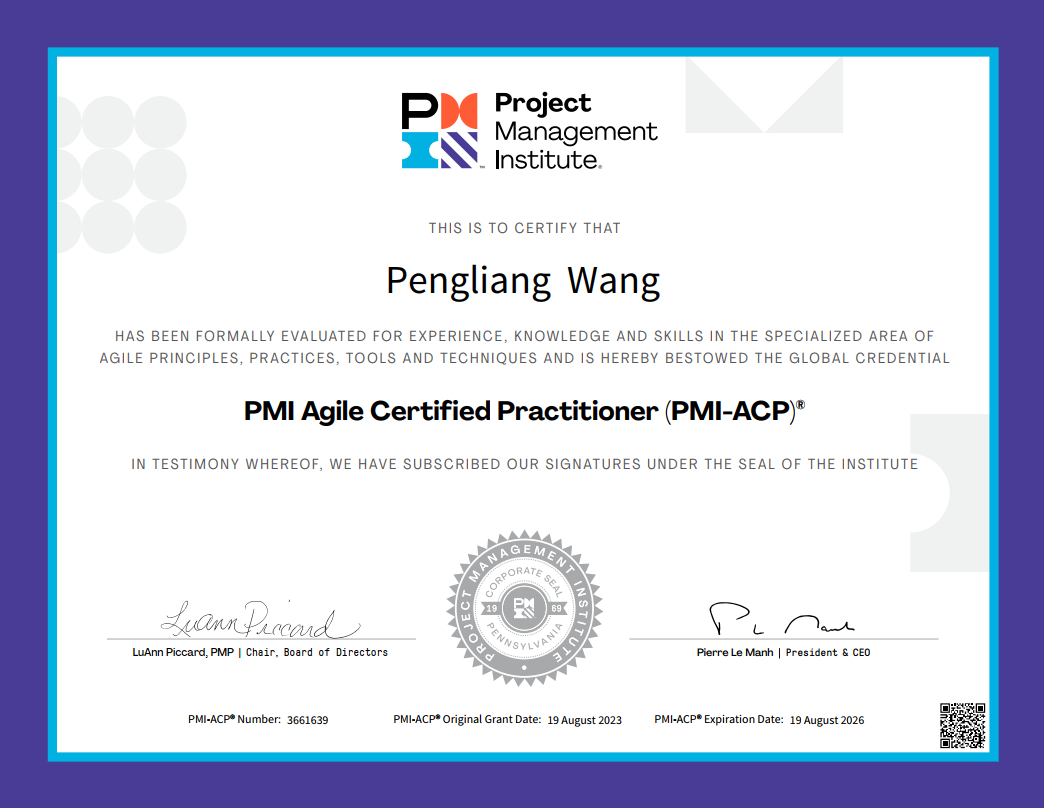 PM
Project
Management
Institute®
THIS IS TO CERTIFY THAT
Pengliang Wang
HAS BEEN FORMALLY EVALUATED FOR EXPERIENCE, KNOWLEDGE AND SKILLS IN THE SPECIALIZED AREA OF
AGILE PRINCIPLES, PRACTICES, TOOLS AND TECHNIQUES AND IS HEREBY BESTOWED THE GLOBAL CREDENTIAL
PMI Agile Certified Practitioner (PMI-ACP)®
IN TESTIMONY WHEREOF, WE HAVE SUBSCRIBED OUR SIGNATURES UNDER THE SEAL OF THE INSTITUTE
PROJECT MANAGEMENT INSTITUTE
CORPORATE SEAL
19 PM 69
PENNSYLVANIA
LuAnn Piccard
LuAnn Piccard, PMP | Chair, Board of Directors
Pierre Le Manh | President & CEO
PMI-ACP® Number: 3661639 PMI-ACP® Original Grant Date: 19 August 2023 PMI-ACP® Expiration Date: 19 August 2026